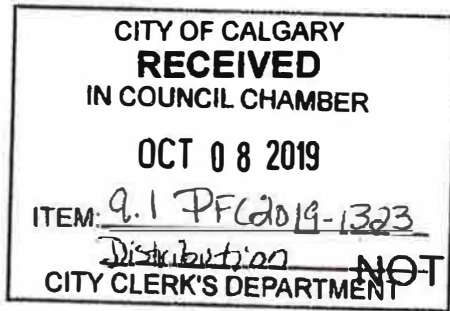 CITY OF CALGARY
RECEIVED
IN COUNCIL CHAMBER
OCT 08 2019
ITEM: 9.1 PFC2019-1323
Distribution
NOT
CITY CLERK'S DEPARTMENT